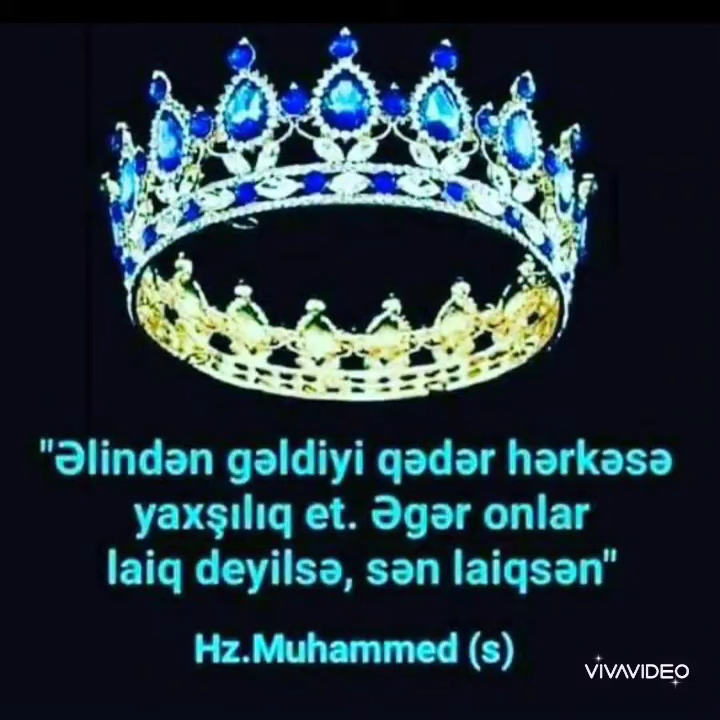 "Əlindən gəldiyi qədər hərkəsə
yaxşılıq et. Əgər onlar
laiq deyilsə, sən laiqsən"
Hz.Muhammed (s)
VIVAVIDEO